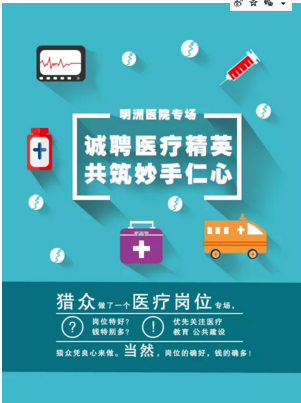 明洲医院专场
诚聘医疗精英
共筑妙手仁心
猎众做了一个医疗岗位专场，
? 岗位特好? ! 优先关注医疗
钱特别多? 教育 公共建设
猎众凭良心来做。当然，岗位的确好，钱的确多!